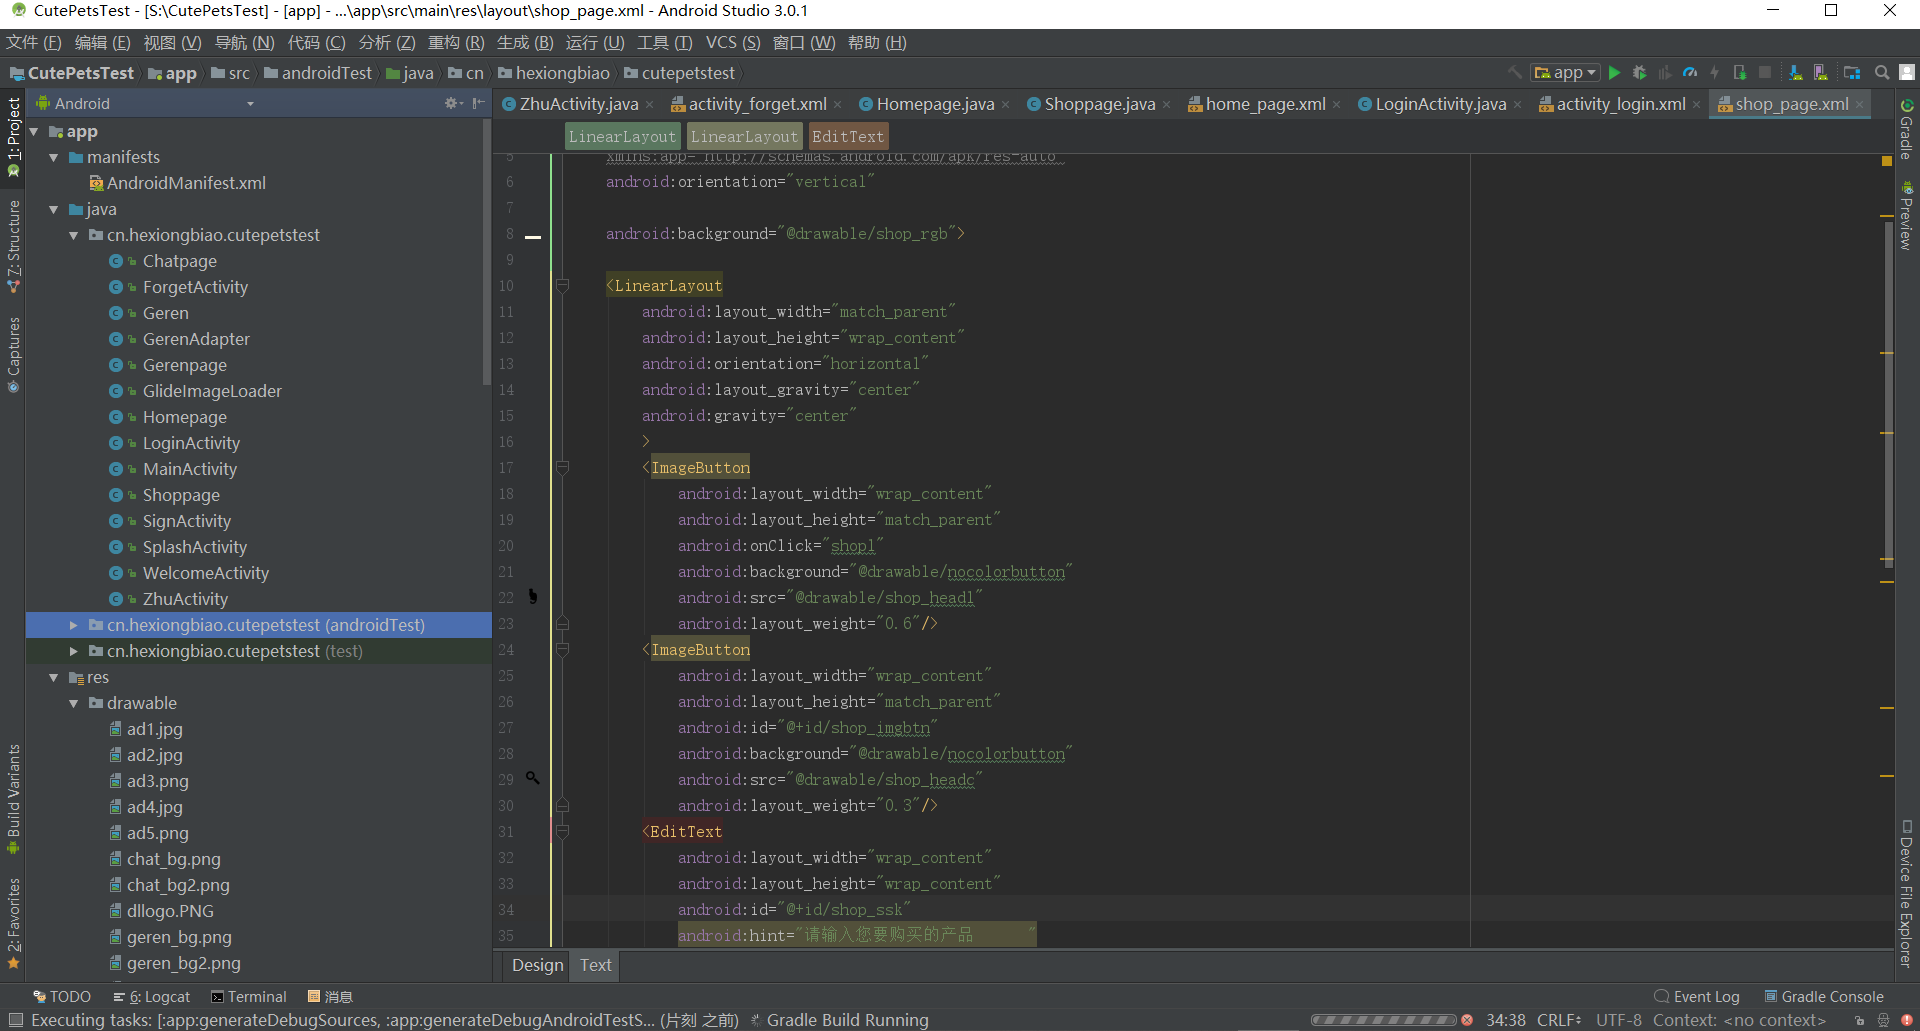 CutePetsTest - [S:\CutePetsTest] - [app] - ...\app\src\main\res\layout\shop_page.xml - Android Studio 3.0.1
文件 (F) 编辑 (E) 视图 (V) 导航 (N) 代码 (C) 分析 (Z) 重构 (R) 生成 (B) 运行 (U) 工具 (T) VCS (S) 窗口 (W) 帮助 (H)
CutePetsTest app src androidTest java cn hexiongbiao cutepetstest app
Android
ZhuActivity.java activity_forget.xml Homepage.java Shoppage.java home_page.xml LoginActivity.java activity_login.xml shop_page.xml
LinearLayout LinearLayout EditText
1: Project
7: Structure
Captures
Build Variants
2: Favorites
app
manifests
AndroidManifest.xml
java
cn.hexiongbiao.cutepetstest
Chatpage
ForgetActivity
Geren
GerenAdapter
Gerenpage
GlideImageLoader
Homepage
LoginActivity
MainActivity
Shoppage
SignActivity
SplashActivity
WelcomeActivity
ZhuActivity
cn.hexiongbiao.cutepetstest (androidTest)
cn.hexiongbiao.cutepetstest (test)
res
drawable
ad1.jpg
ad2.jpg
ad3.png
ad4.jpg
ad5.png
chat_bg.png
chat_bg2.png
dllogo.PNG
geren_bg.png
geren_bg2.png
5 xmlns:app="http://schemas.android.com/apk/res-auto"
6 android:orientation="vertical"
7
8 android:background="@drawable/shop_rgb">
9
10 <LinearLayout
11 android:layout_width="match_parent"
12 android:layout_height="wrap_content"
13 android:orientation="horizontal"
14 android:layout_gravity="center"
15 android:gravity="center"
16 >
17 <ImageButton
18 android:layout_width="wrap_content"
19 android:layout_height="match_parent"
20 android:onClick="shop1"
21 android:background="@drawable/nocolorbutton"
22 android:src="@drawable/shop_head1"
23 android:layout_weight="0.6"/>
24 <ImageButton
25 android:layout_width="wrap_content"
26 android:layout_height="match_parent"
27 android:id="@+id/shop_imgbtn"
28 android:background="@drawable/nocolorbutton"
29 android:src="@drawable/shop_headc"
30 android:layout_weight="0.3"/>
31 <EditText
32 android:layout_width="wrap_content"
33 android:layout_height="wrap_content"
34 android:id="@+id/shop_ssk"
35 android:hint="请输入您要购买的产品      "
Design Text
Gradle
Preview
Device File Explorer
TODO 6: Logcat Terminal 消息 Event Log Gradle Console
Executing tasks: [:app:generateDebugSources, :app:generateDebugAndroidTestS... (片刻 之前) Gradle Build Running 34:38 CRLF UTF-8 Context: <no context>